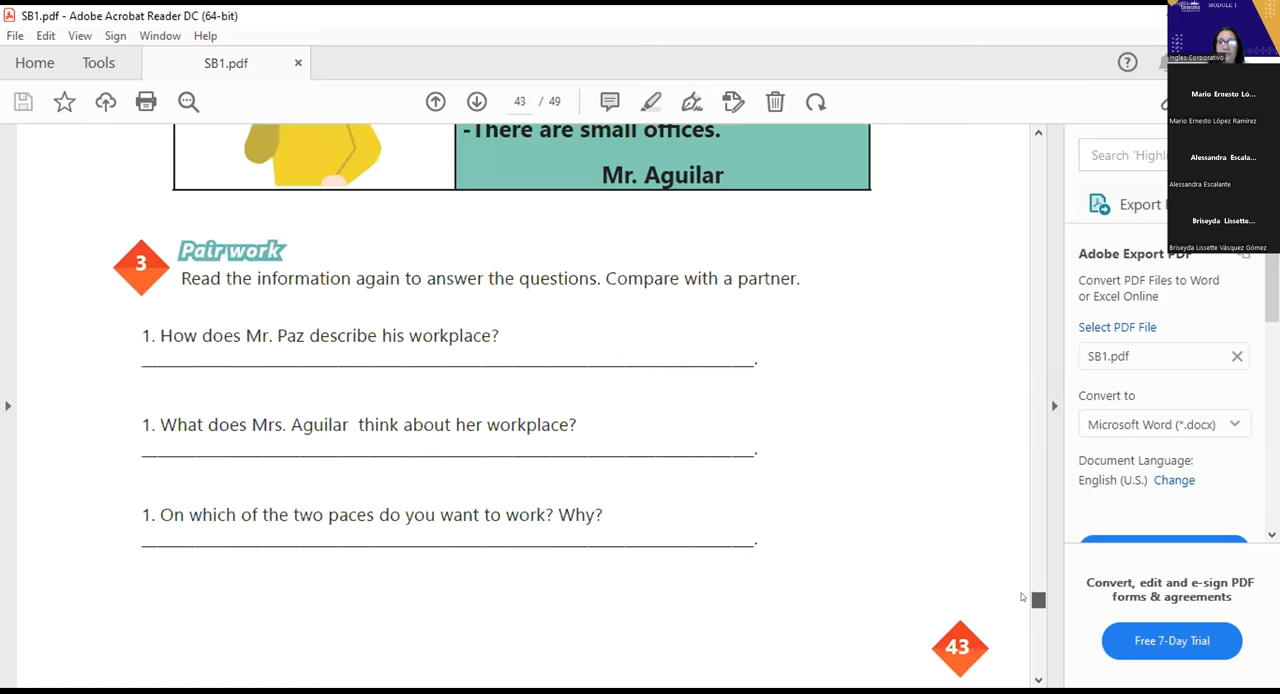 SB1.pdf - Adobe Acrobat Reader DC (64-bit)
File Edit View Sign Window Help
Home Tools SB1.pdf ×
43 / 49
-There are small offices.
Mr. Aguilar
3
Pair work
Read the information again to answer the questions. Compare with a partner.
1. How does Mr. Paz describe his workplace?
1. What does Mrs. Aguilar think about her workplace?
1. On which of the two paces do you want to work? Why?
43
Search 'Highli
Export
Adobe Export PDF
Convert PDF Files to Word
or Excel Online
Select PDF File
SB1.pdf
Convert to
Microsoft Word (*.docx)
Document Language:
English (U.S.) Change
Convert, edit and e-sign PDF
forms & agreements
Free 7-Day Trial
MODULE I
Ingles Corporativo
Mario Ernesto Ló...
Mario Ernesto López Ramírez
Alessandra Escala...
Alessandra Escalante
Briseyda Lissette...
Briseyda Lissette Vásquez Gómez